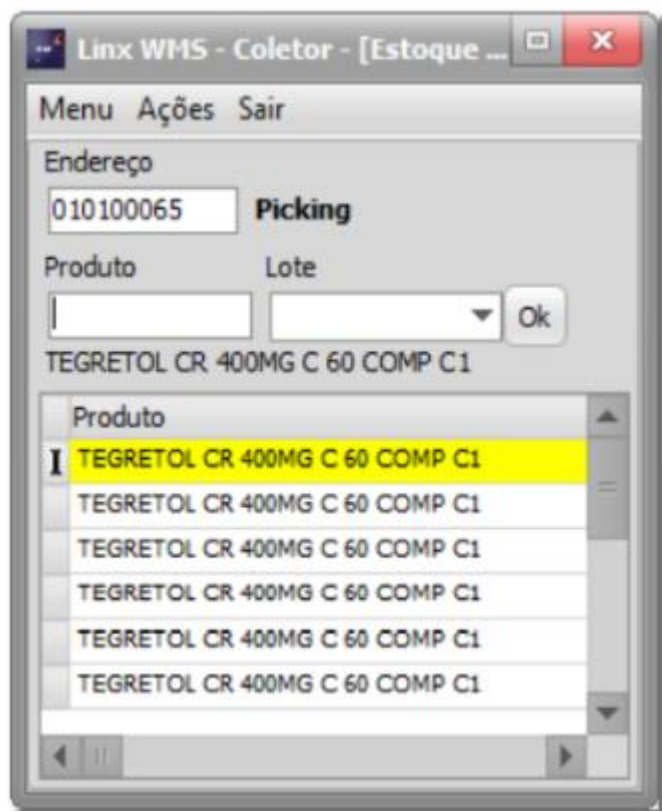 Linx WMS - Coletor - [Estoque ...
Menu Ações Sair
Endereço
010100065 Picking
Produto Lote
Ok
TEGRETOL CR 400MG C 60 COMP C1
Produto
TEGRETOL CR 400MG C 60 COMP C1
TEGRETOL CR 400MG C 60 COMP C1
TEGRETOL CR 400MG C 60 COMP C1
TEGRETOL CR 400MG C 60 COMP C1
TEGRETOL CR 400MG C 60 COMP C1
TEGRETOL CR 400MG C 60 COMP C1